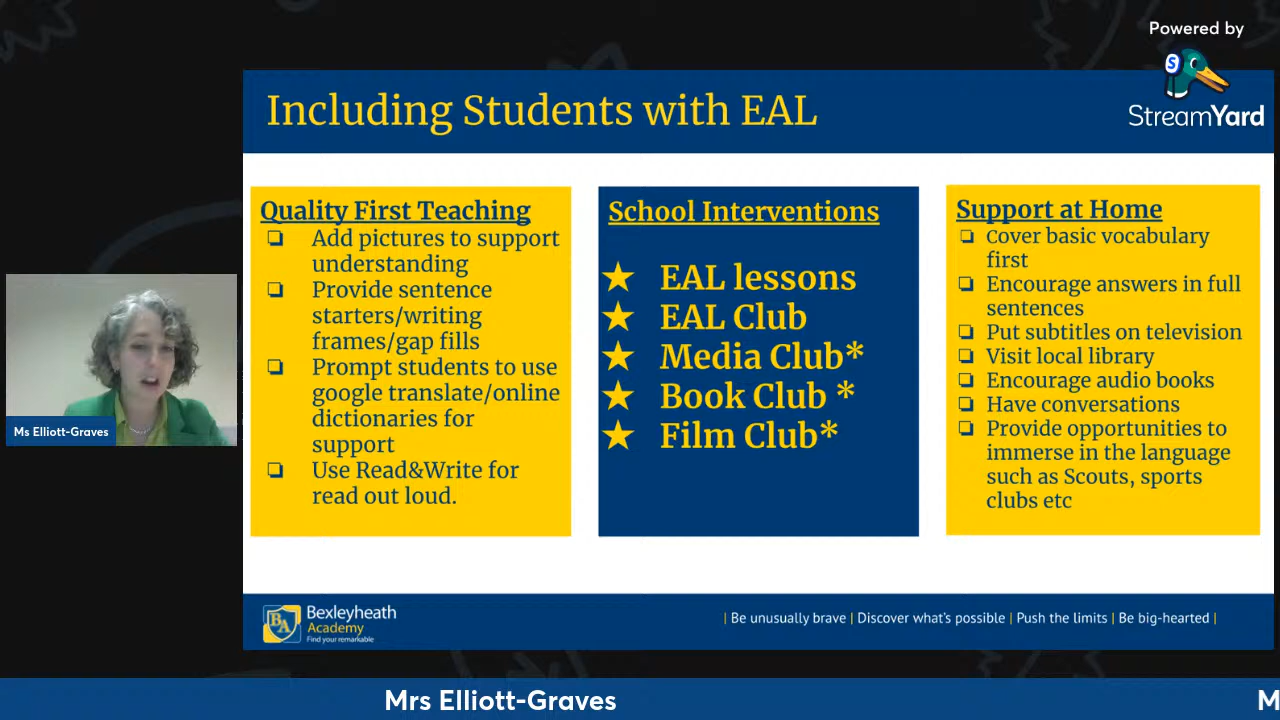 Powered by
StreamYard
Including Students with EAL
Quality First Teaching
❏ Add pictures to support
understanding
❏ Provide sentence
starters/writing
frames/gap fills
❏ Prompt students to use
google translate/online
dictionaries for
support
❏ Use Read&Write for
read out loud.
School Interventions
★ EAL lessons
★ EAL Club
★ Media Club*
★ Book Club *
★ Film Club*
Support at Home
❏ Cover basic vocabulary
first
❏ Encourage answers in full
sentences
❏ Put subtitles on television
❏ Visit local library
❏ Encourage audio books
❏ Have conversations
❏ Provide opportunities to
immerse in the language
such as Scouts, sports
clubs etc
Ms Elliott-Graves
BA
Bexleyheath
Academy
Find your remarkable
| Be unusually brave | Discover what's possible | Push the limits | Be big-hearted |
Mrs Elliott-Graves
M